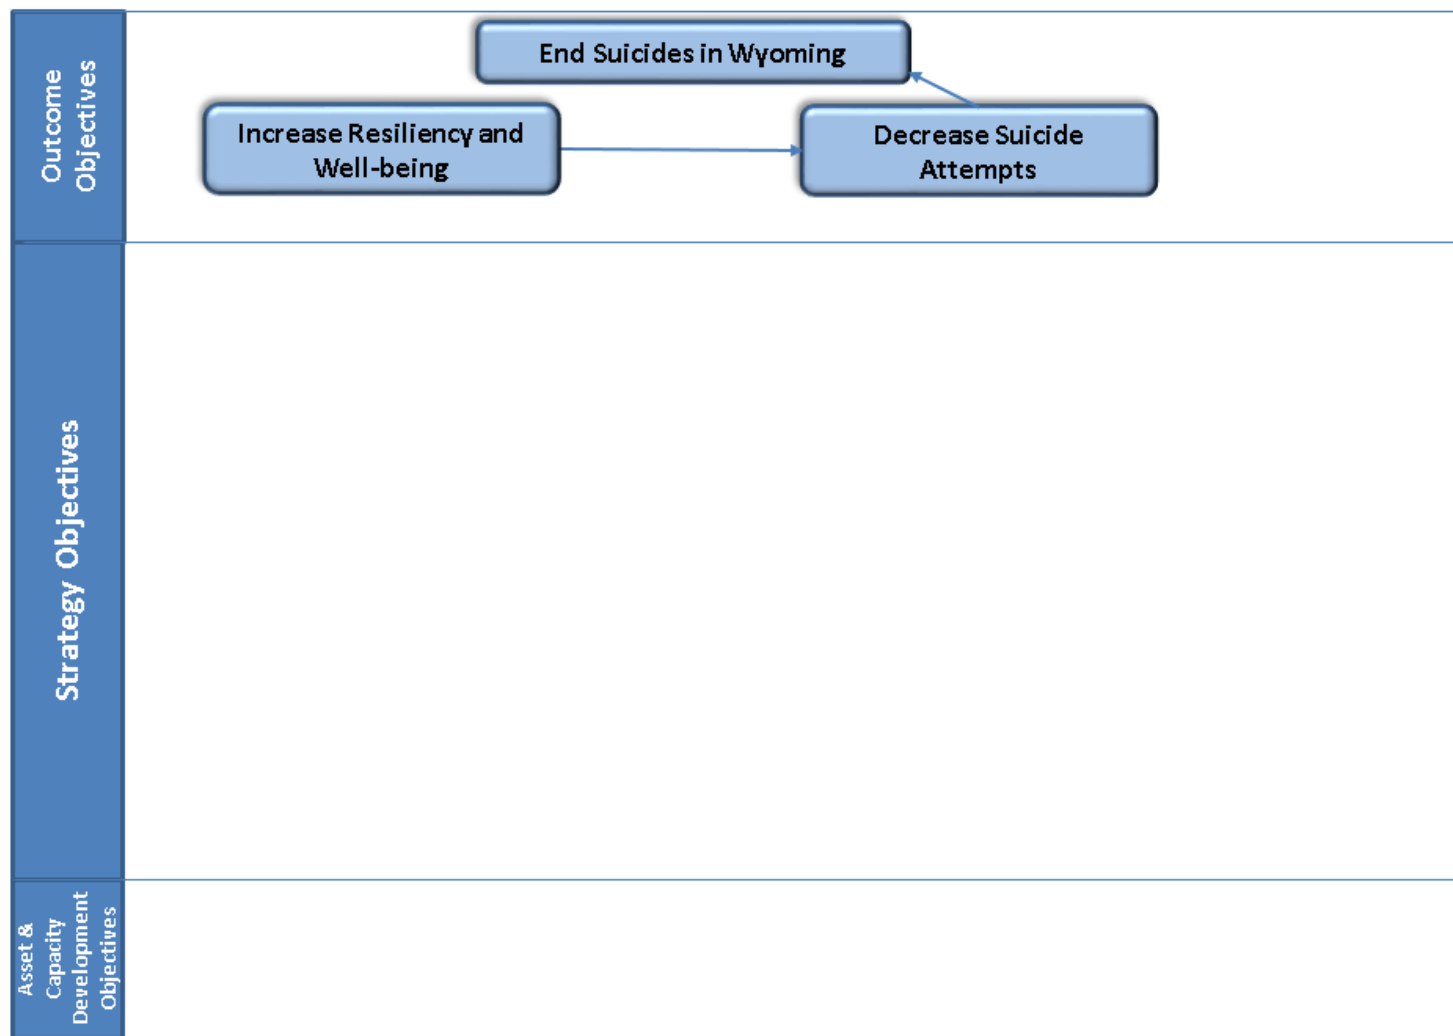 Outcome
Objectives
End Suicides in Wyoming
Increase Resiliency and
Well-being
Decrease Suicide
Attempts
Strategy Objectives
Asset &
Capacity
Development
Objectives